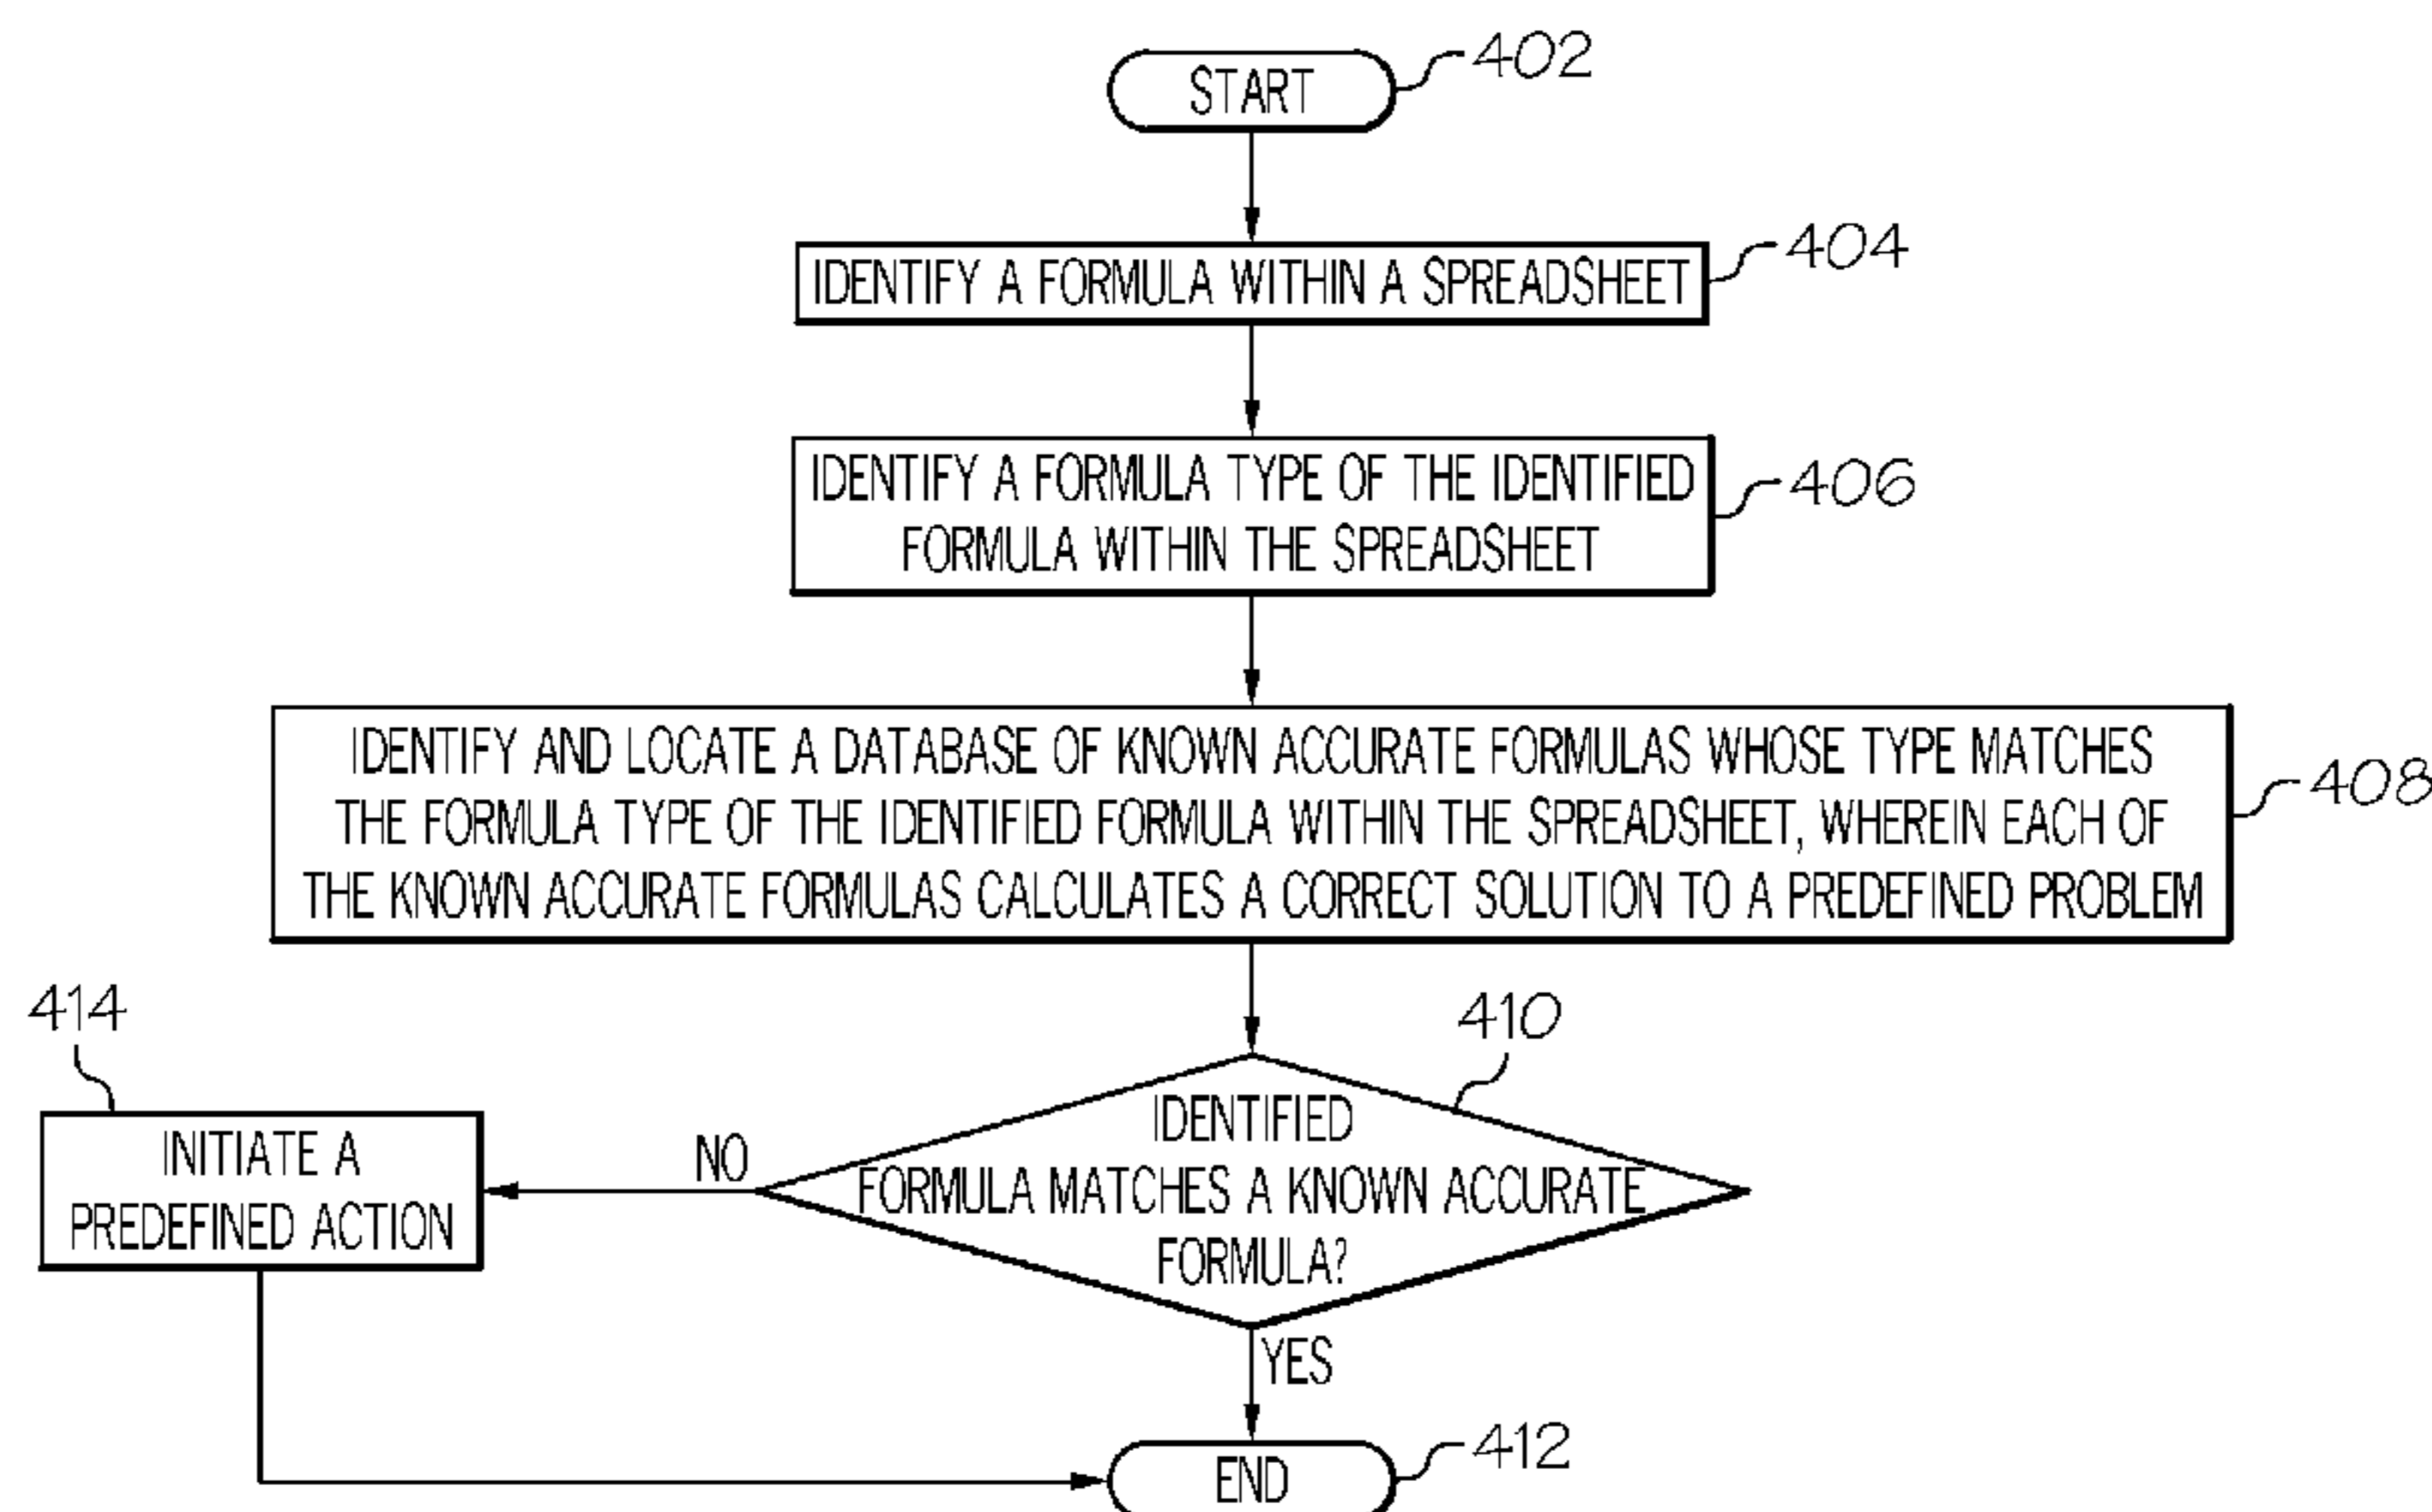 START
402
IDENTIFY A FORMULA WITHIN A SPREADSHEET
404
IDENTIFY A FORMULA TYPE OF THE IDENTIFIED
FORMULA WITHIN THE SPREADSHEET
406
IDENTIFY AND LOCATE A DATABASE OF KNOWN ACCURATE FORMULAS WHOSE TYPE MATCHES
THE FORMULA TYPE OF THE IDENTIFIED FORMULA WITHIN THE SPREADSHEET, WHEREIN EACH OF
THE KNOWN ACCURATE FORMULAS CALCULATES A CORRECT SOLUTION TO A PREDEFINED PROBLEM
408
414
410
INITIATE A
PREDEFINED ACTION
NO
IDENTIFIED
FORMULA MATCHES A KNOWN ACCURATE
FORMULA?
YES
END
412